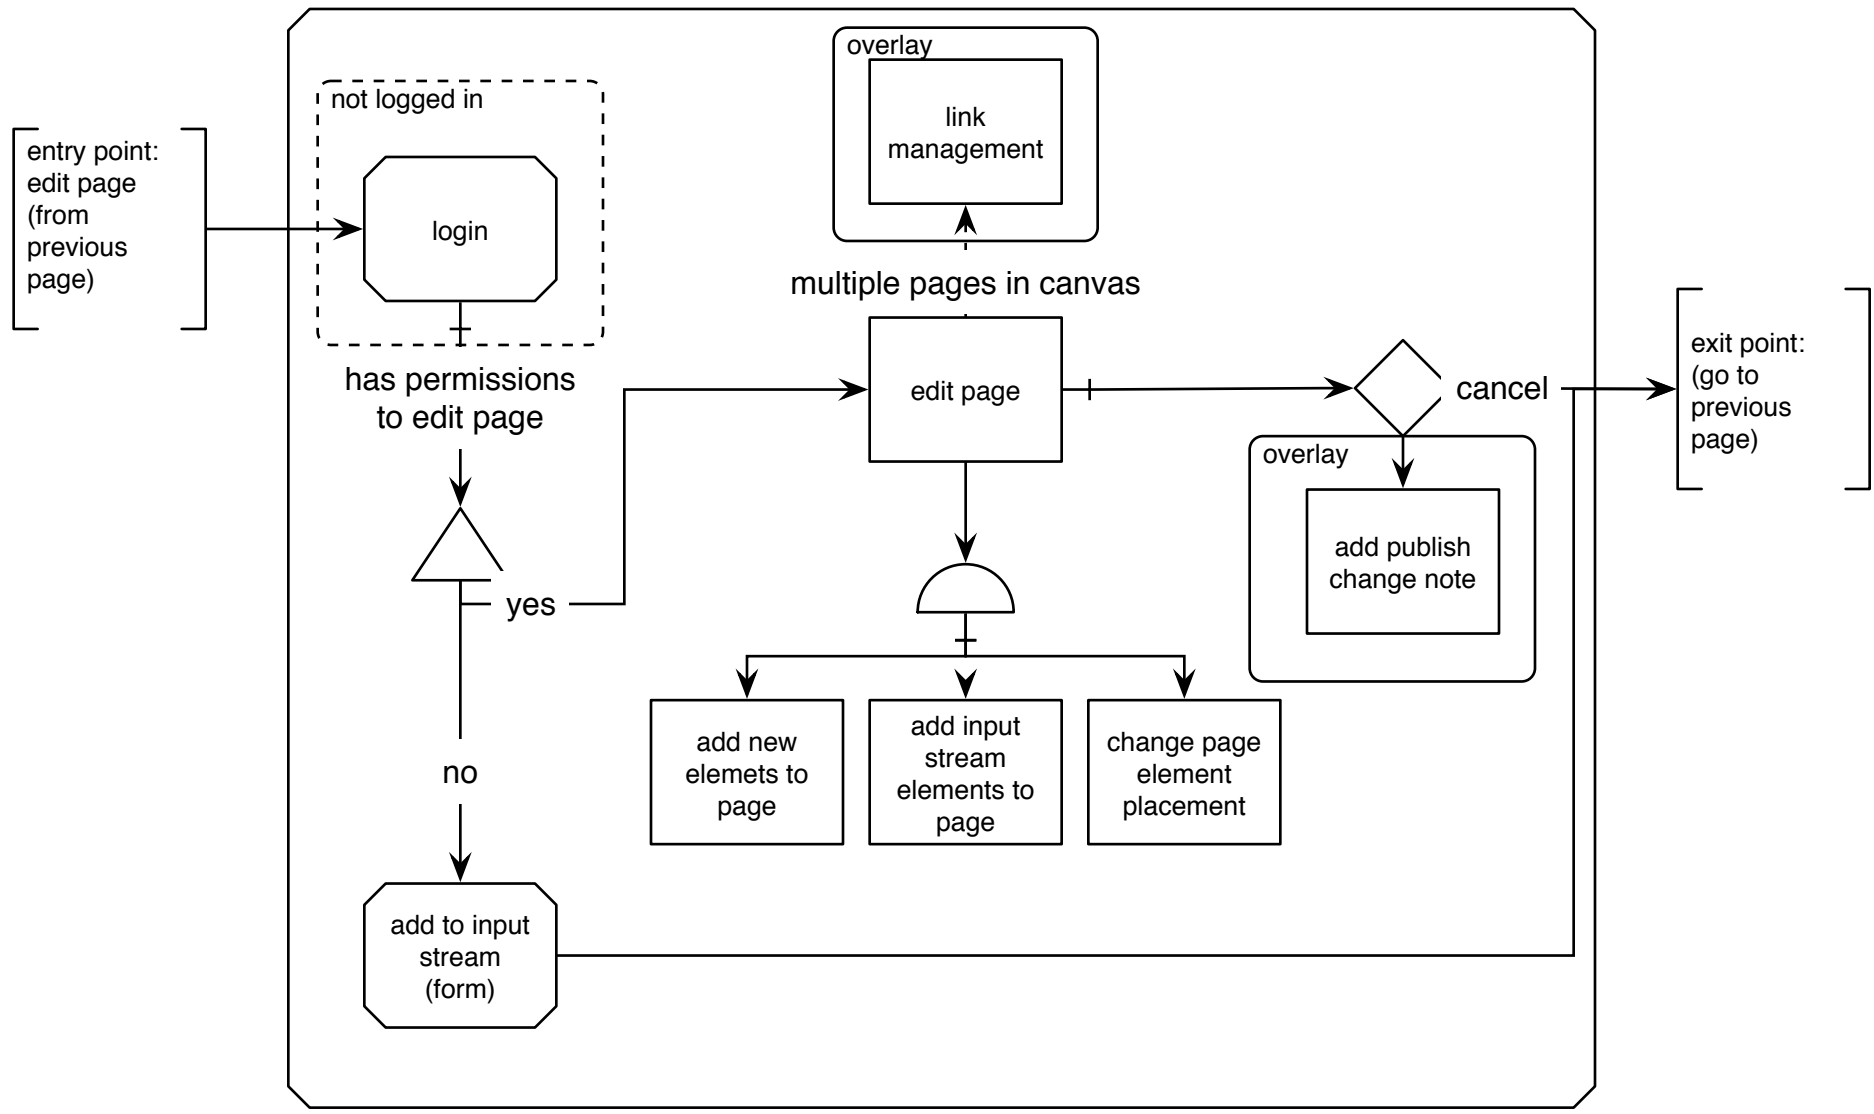 overlay
link
management
not logged in
entry point:
edit page
(from
previous
page)
login
multiple pages in canvas
has permissions
to edit page
edit page
cancel
exit point:
(go to
previous
page)
overlay
add publish
change note
yes
no
add new
elemets to
page
add input
stream
elements to
page
change page
element
placement
add to input
stream
(form)